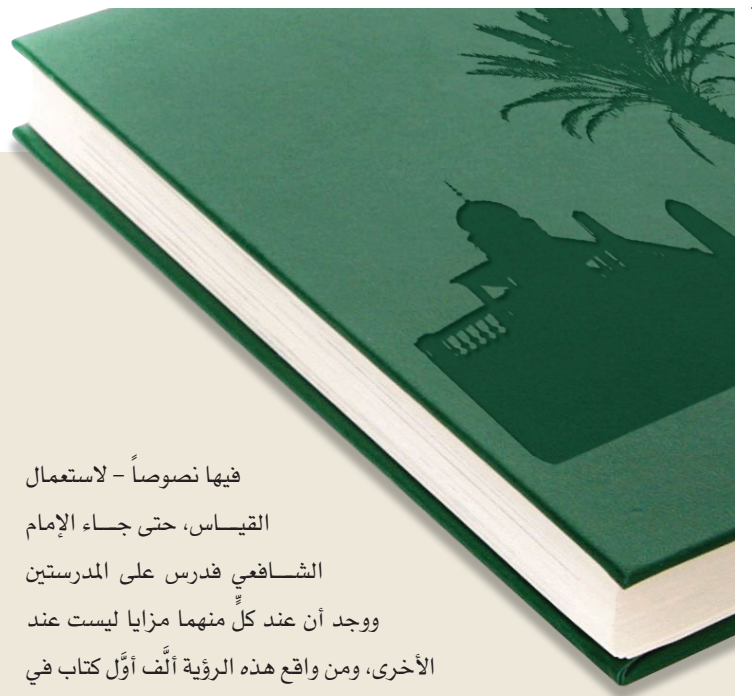 فيها نصوصاً – لاستعمال
القيـــاس، حتى جـــاء الإمام
الشـــافعي فدرس على المدرستين
ووجد أن عند كلٍّ منهما مزايا ليست عند
الأخرى، ومن واقع هذه الرؤية ألَّف أوَّل كتاب في